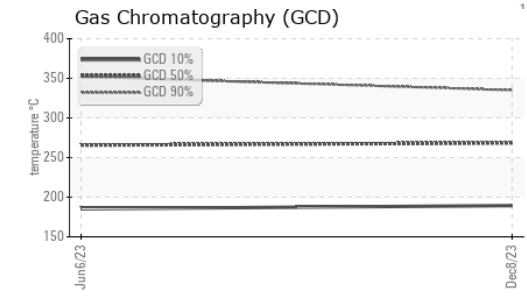 Gas Chromatography (GCD)
400
350
300
250
200
150
temperature °C
GCD 10%
GCD 50%
GCD 90%
Jun6/23
Dec8/23